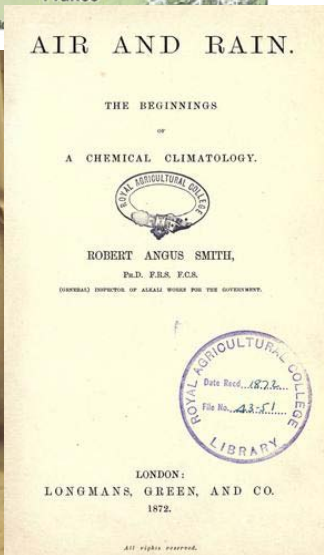 AIR AND RAIN.
THE BEGINNINGS
OF
A CHEMICAL CLIMATOLOGY.
ROYAL AGRICULTURAL COLLEGE
ROBERT ANGUS SMITH,
PH.D. F.R.S. F.C.S.
(GENERAL) INSPECTOR OF ALKALI WORKS FOR THE GOVERNMENT.
ROYAL AGRICULTURAL COLLEGE
Date Recd. 1872
File No. 43-51
LIBRARY
LONDON:
LONGMANS, GREEN, AND CO.
1872.
All rights reserved.